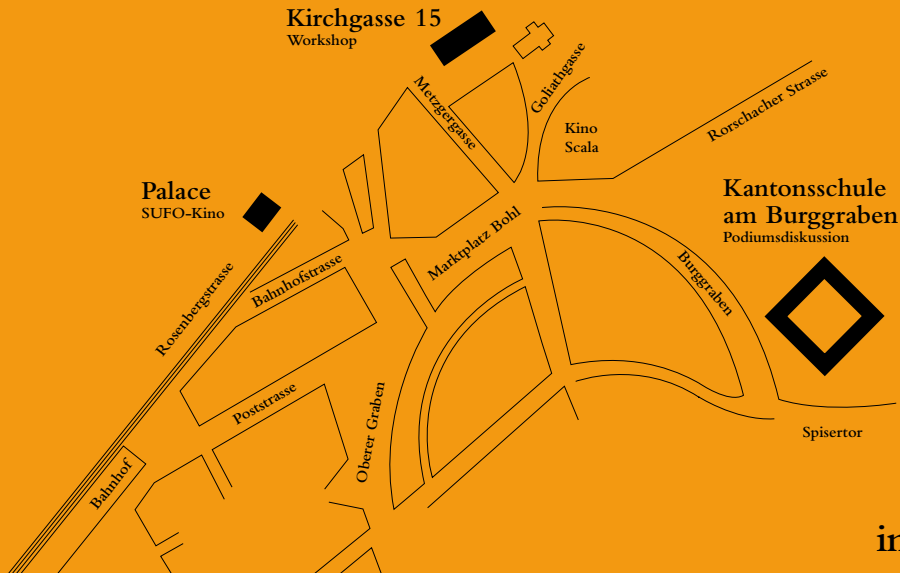 Kirchgasse 15
Workshop
Metzgergasse
Goliathgasse
Kino
Scala
Rorschacher Strasse
Palace
SUFO-Kino
Kantonsschule
am Burggraben
Podiumsdiskussion
Marktplatz Bohl
Burggraben
Rosenbergstrasse
Bahnhofstrasse
Poststrasse
Oberer Graben
Spisertor
Bahnhof